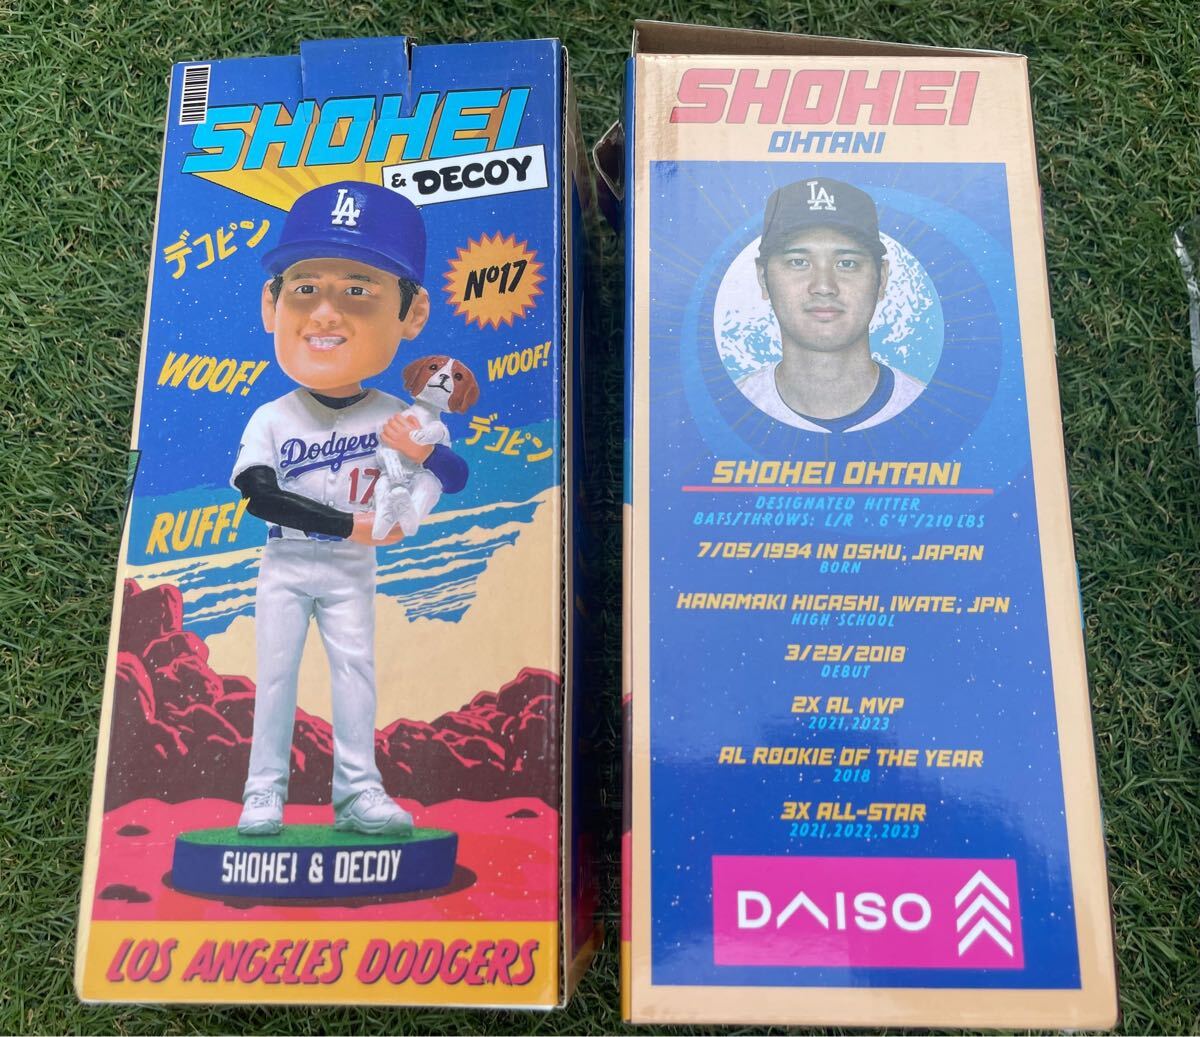 SHOHEI
& DECOY
デコピン
LA
Nº17
WOOF!
WOOF!
デコピン
Dodgers
17
RUFF!
SHOHEI & DECOY
LOS ANGELES DODGERS
SHOHEI
OHTANI
LA
SHOHEI OHTANI
DESIGNATED HITTER
BATS/THROWS: L/R · 6'4"/210 LBS
7/05/1994 IN OSHU, JAPAN
BORN
HANAMAKI HIGASHI, IWATE, JPN
HIGH SCHOOL
3/29/2018
DEBUT
2X AL MVP
2021, 2023
AL ROOKIE OF THE YEAR
2018
3X ALL-STAR
2021, 2022, 2023
DAISO